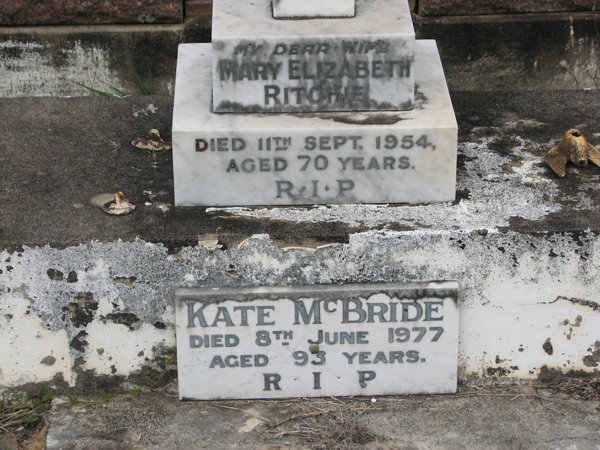 MY DEAR WIFE
MARY ELIZABETH
RITCHIE
DIED 11TH SEPT. 1954,
AGED 70 YEARS.
R·I·P
KATE McBRIDE
DIED 8TH JUNE 1977
AGED 93 YEARS.
R I P